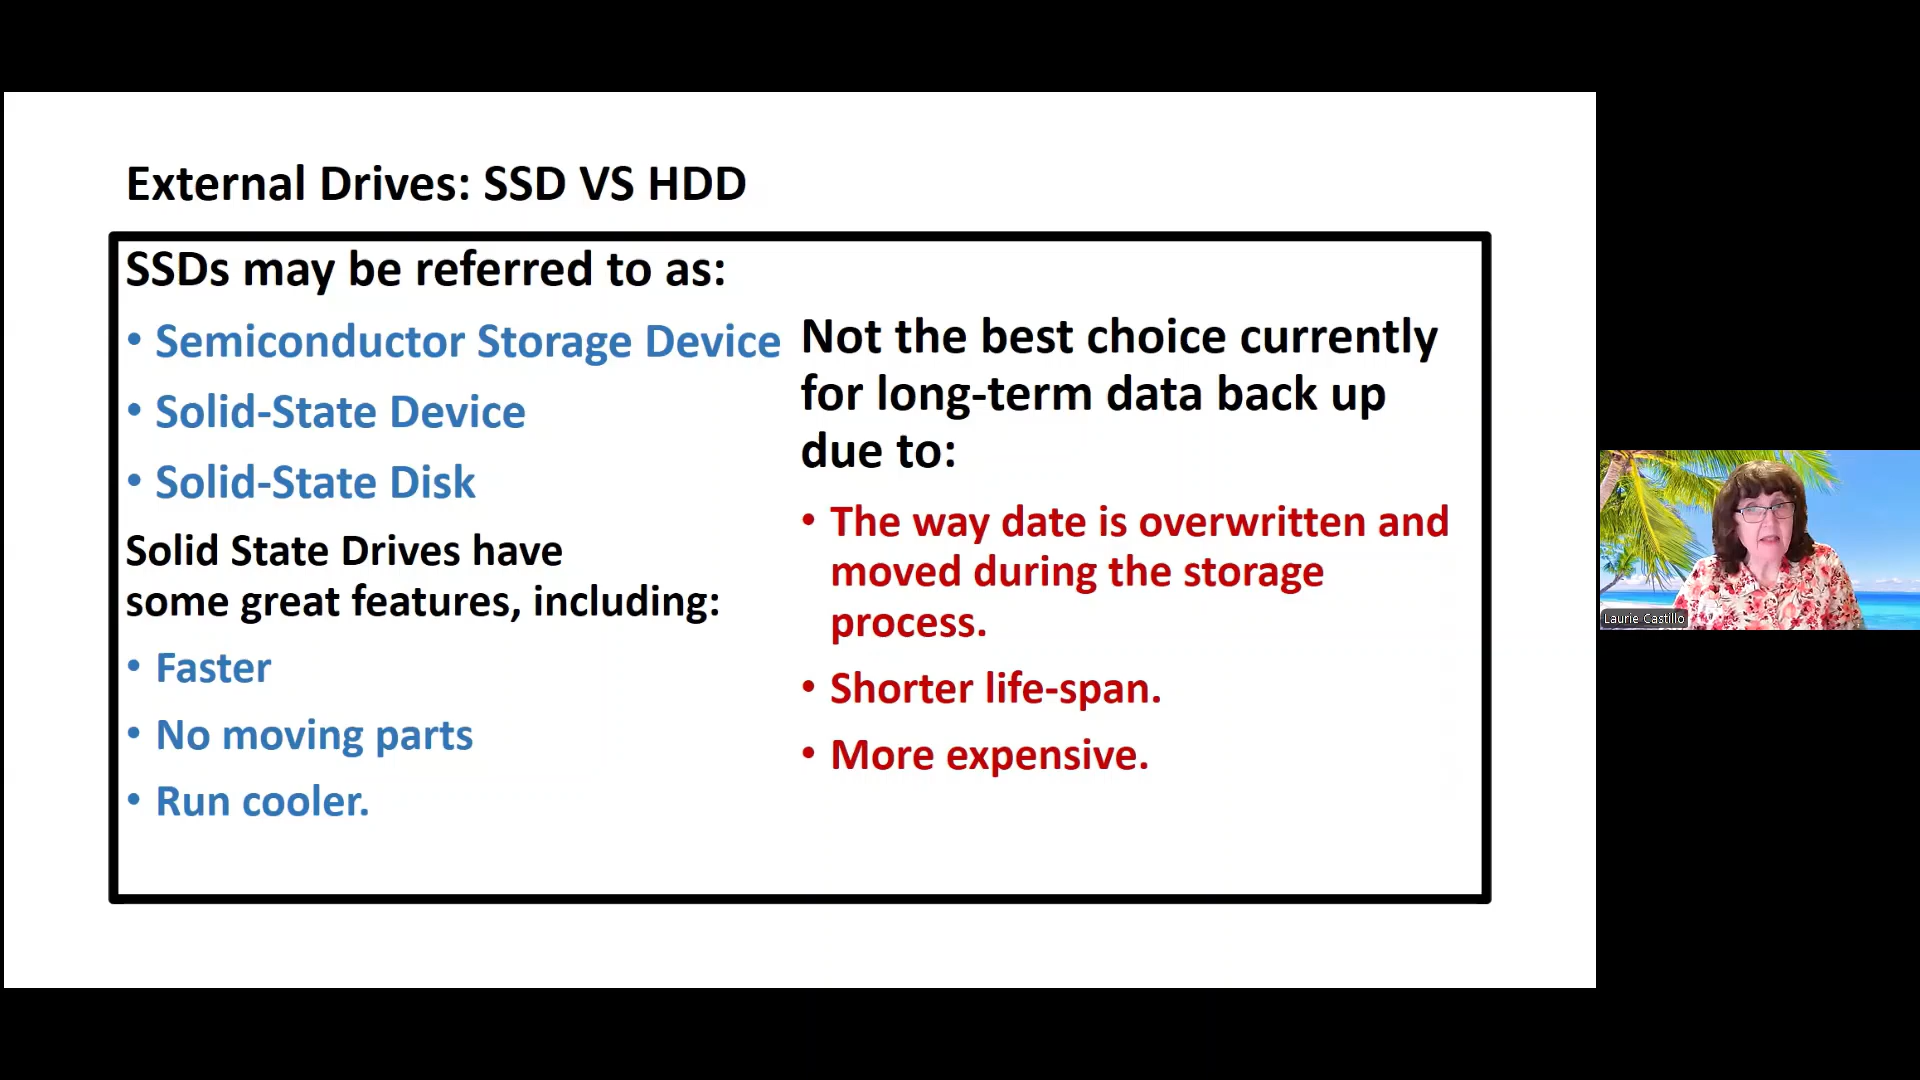 External Drives: SSD VS HDD
SSDs may be referred to as:
• Semiconductor Storage Device
• Solid-State Device
• Solid-State Disk
Solid State Drives have
some great features, including:
• Faster
• No moving parts
• Run cooler.
Not the best choice currently
for long-term data back up
due to:
• The way date is overwritten and
moved during the storage
process.
• Shorter life-span.
• More expensive.
Laurie Castillo